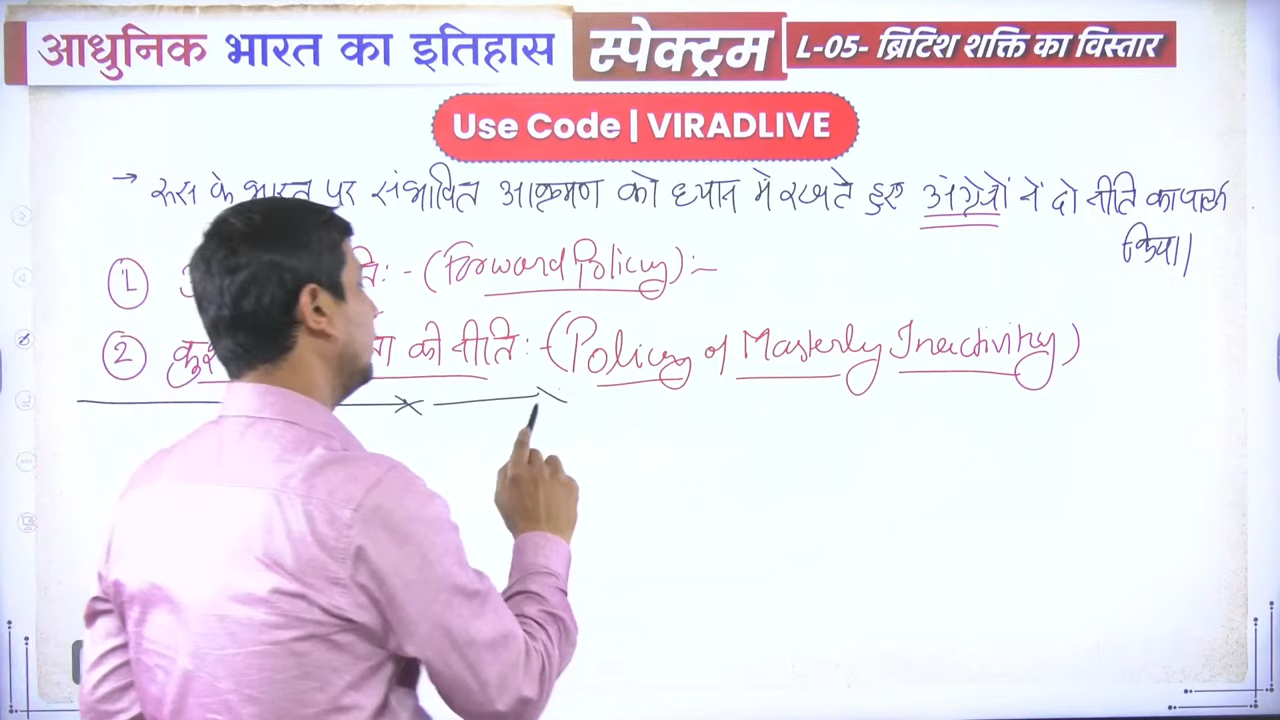 आधुनिक भारत का इतिहास स्पेक्ट्रम L-05- ब्रिटिश शक्ति का विस्तार
Use Code | VIRADLIVE
→ रूस के भारत पर संभावित आक्रमण को ध्यान में रखते हुए अंग्रेजों ने दो नीति का पालन
किया।
1 तिः - (Forward Policy) :-
2 की नीतिः - (Policy of Masterly Inactivity)